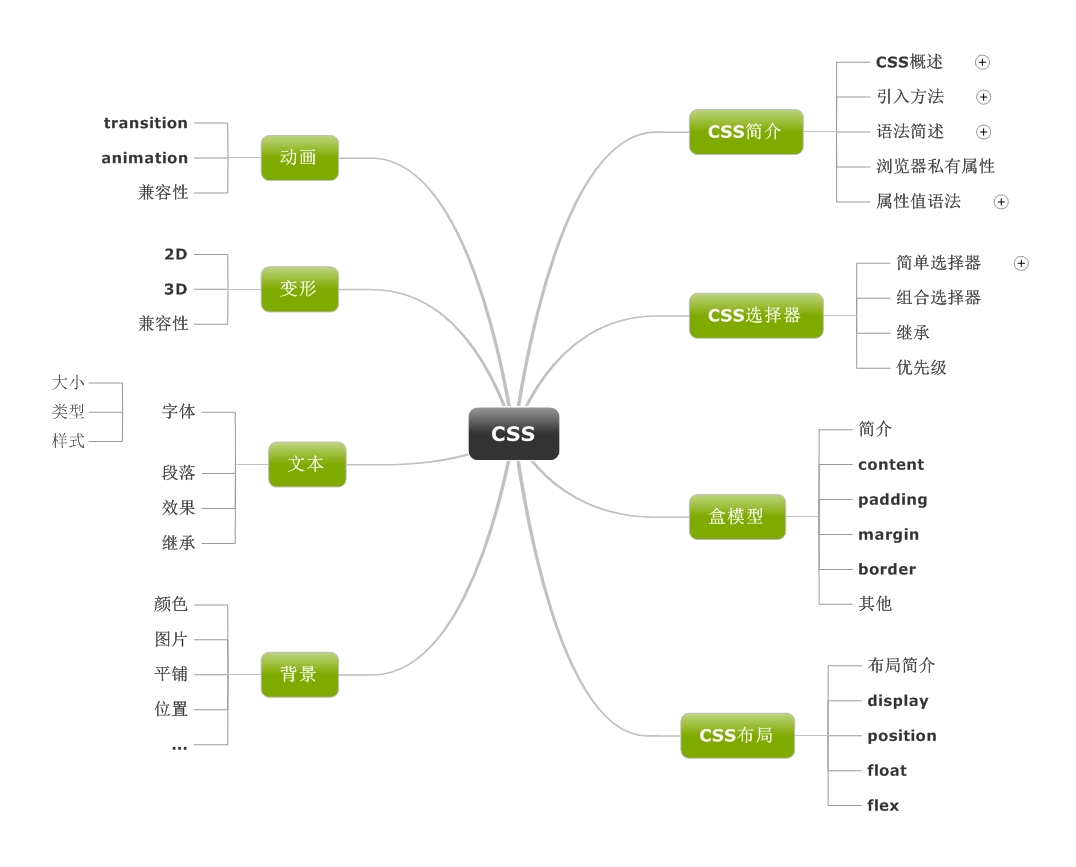 CSS
CSS简介
CSS概述
引入方法
语法简述
浏览器私有属性
属性值语法
CSS选择器
简单选择器
组合选择器
继承
优先级
盒模型
简介
content
padding
margin
border
其他
CSS布局
布局简介
display
position
float
flex
动画
transition
animation
兼容性
变形
2D
3D
兼容性
文本
字体
大小
类型
样式
段落
效果
继承
背景
颜色
图片
平铺
位置
...